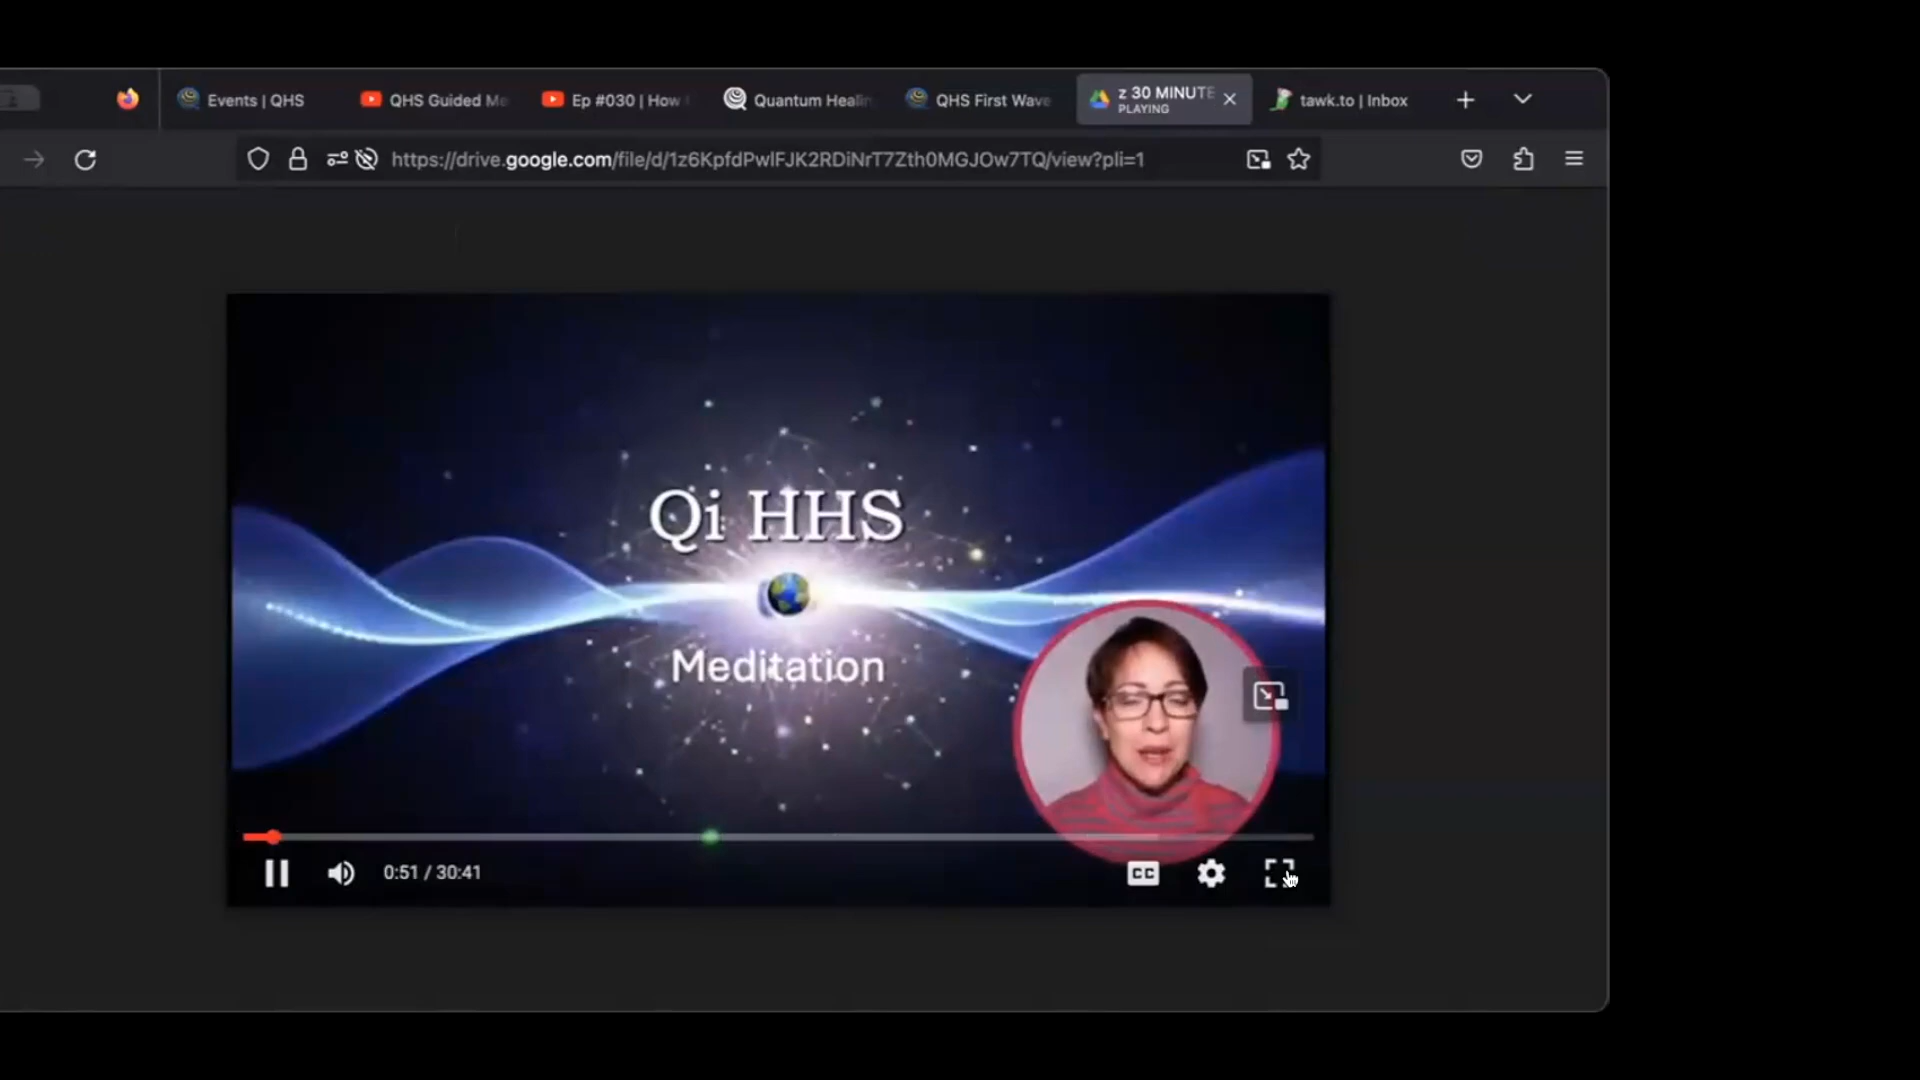 Events | QHS
QHS Guided Me
Ep #030 | How
Quantum Healin
QHS First Wave
z 30 MINUTE
PLAYING
tawk.to | Inbox
https://drive.google.com/file/d/1z6KpfdPwlFJK2RDiNrT7Zth0MGJOw7TQ/view?pli=1
Qi HHS
Meditation
0:51 / 30:41
CC